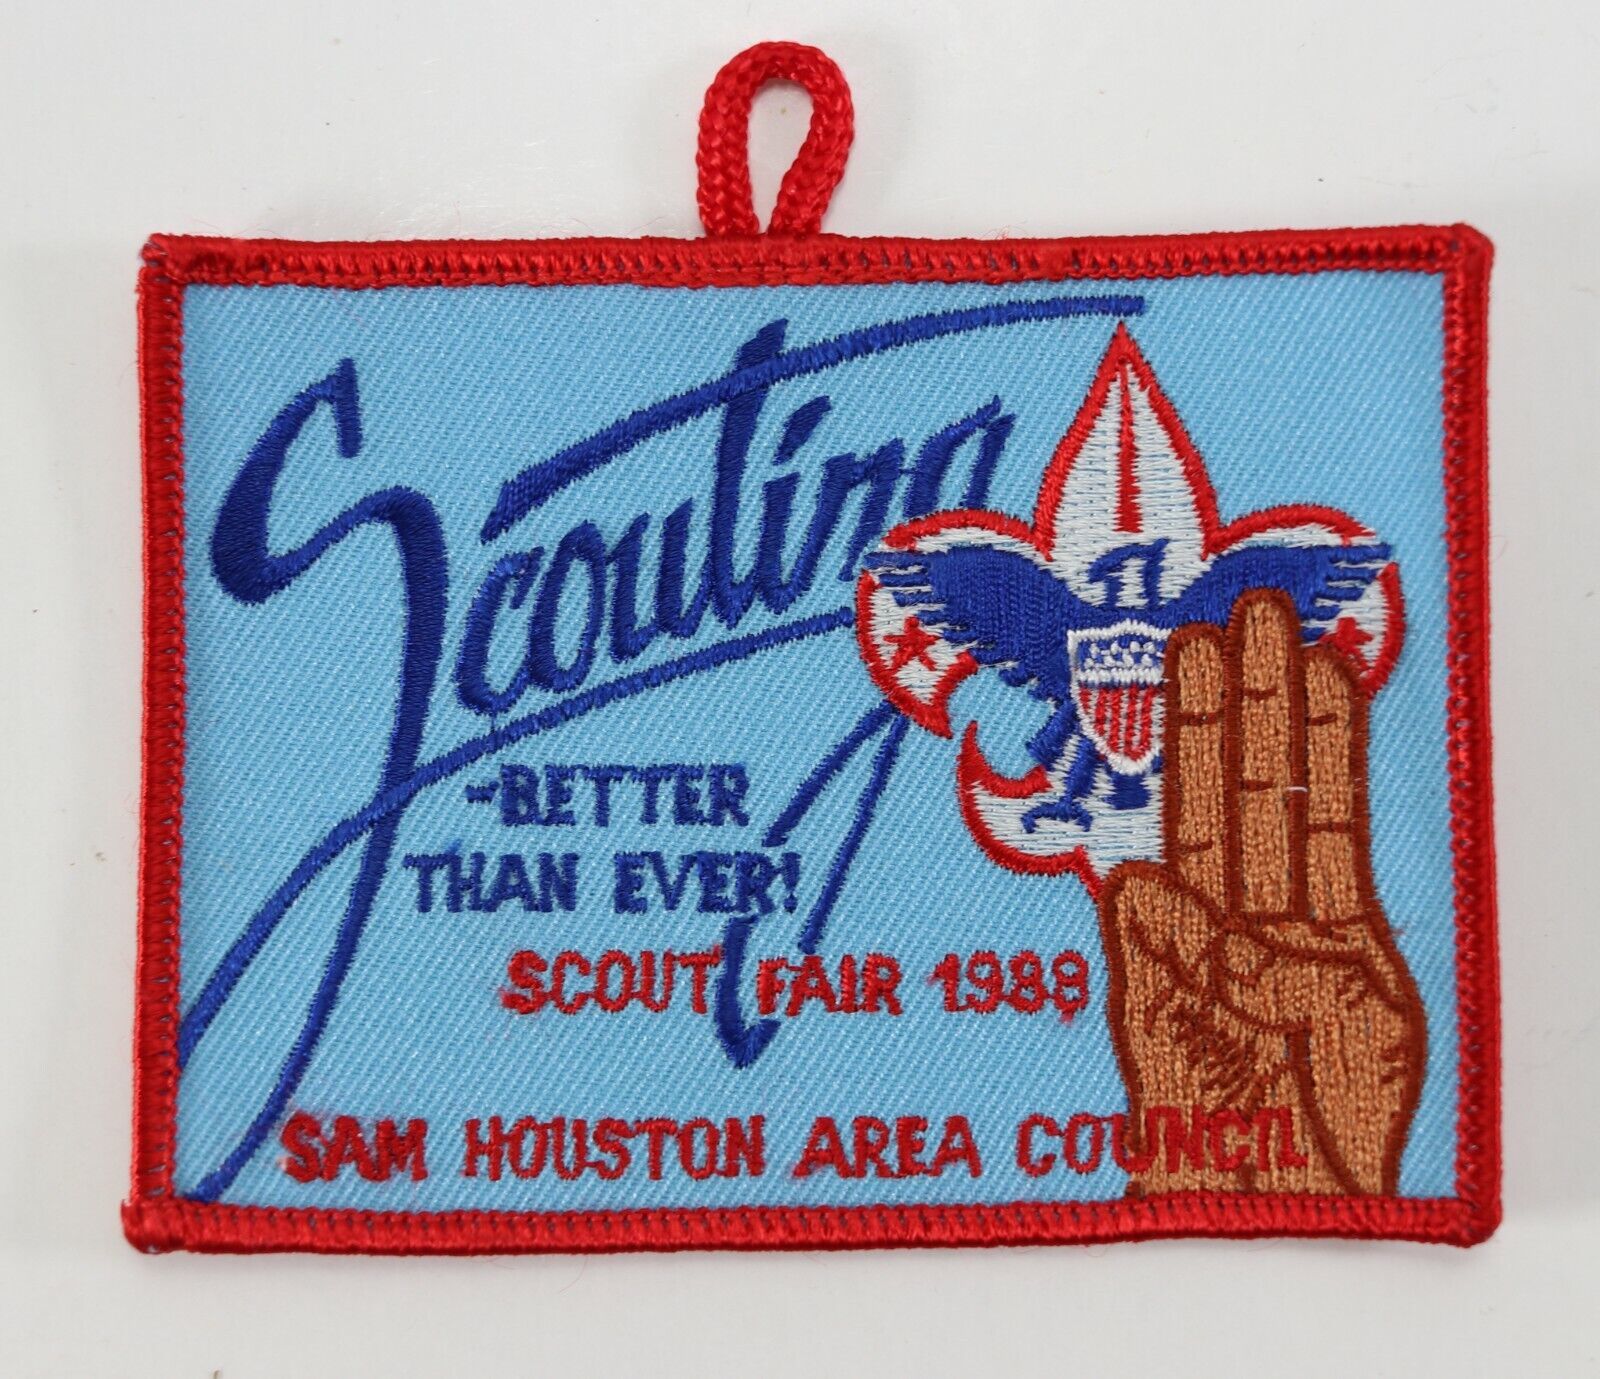 Scouting
-BETTER
THAN EVER!
SCOUT FAIR 1988
SAM HOUSTON AREA COUNCIL